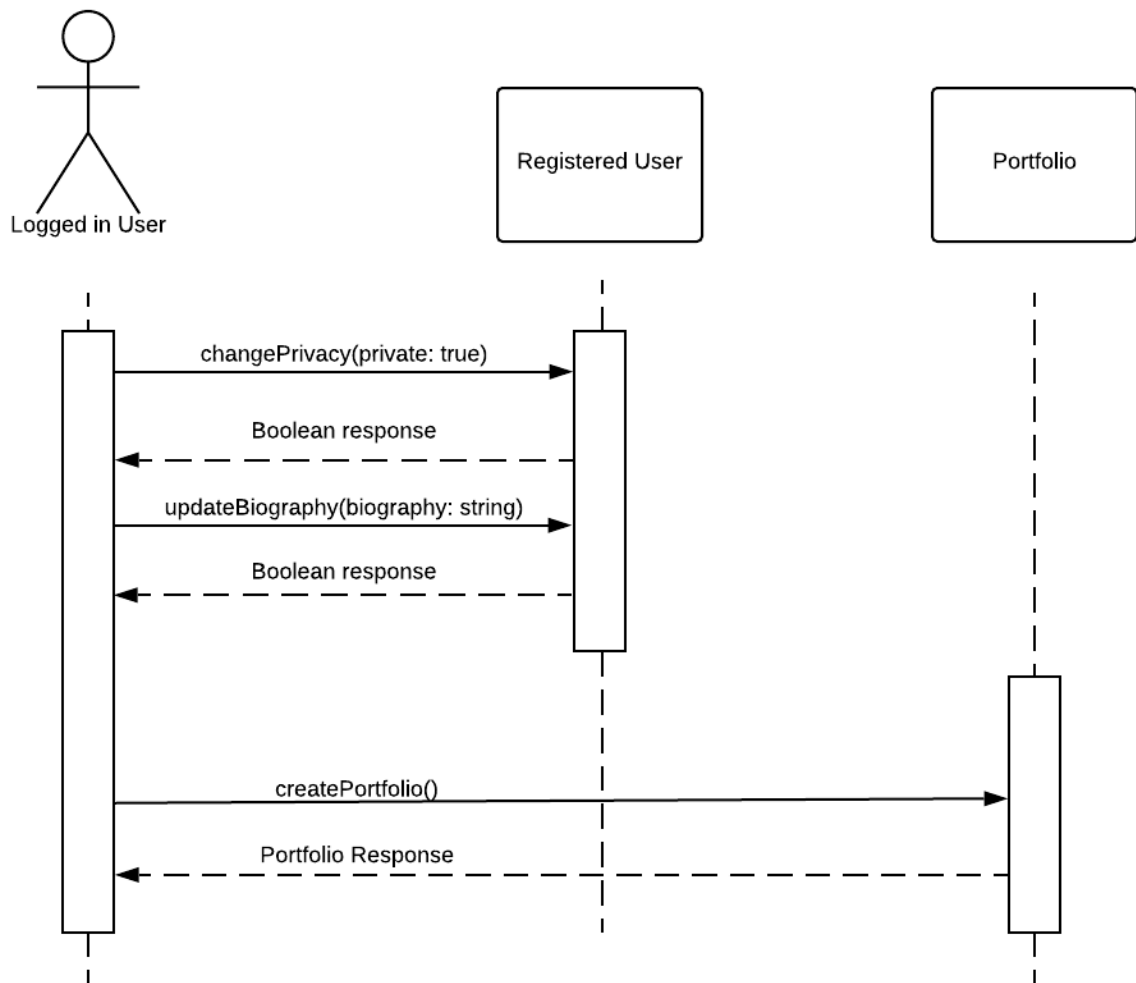 Registered User
Portfolio
Logged in User
changePrivacy(private: true)
Boolean response
updateBiography(biography: string)
Boolean response
createPortfolio()
Portfolio Response